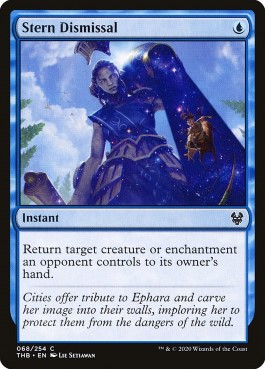 Stern Dismissal
Instant
Return target creature or enchantment
an opponent controls to its owner's
hand.
Cities offer tribute to Ephara and carve
her image into their walls, imploring her to
protect them from the dangers of the wild.
068/254 C
THB • EN Lie Setiawan
™ & © 2020 Wizards of the Coast